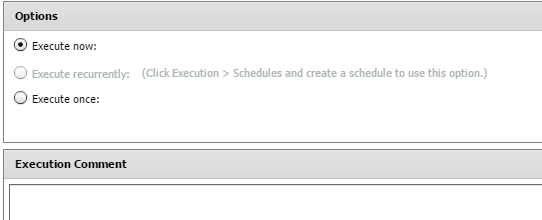 Options
Execute now:
Execute recurrently: (Click Execution > Schedules and create a schedule to use this option.)
Execute once:
Execution Comment